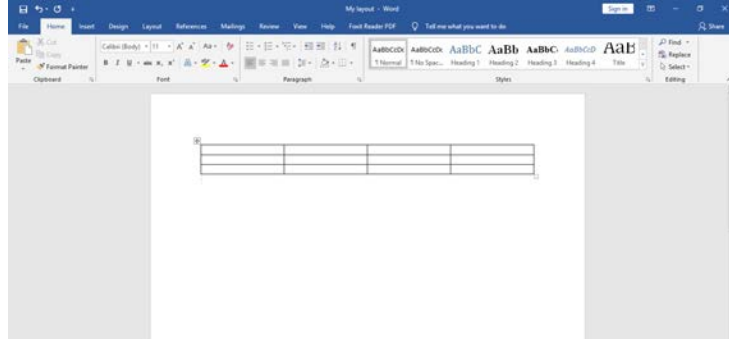 My layout - Word
Sign in
File Home Insert Design Layout References Mailings Review View Help Foxit Reader PDF Tell me what you want to do Share
Cut
Copy
Paste
Format Painter
Calibri (Body) 11 A A Aa
B I U abc x, x' A
AaBbCcDc AaBbCcDc AaBbC AaBb AaBbC AaBbCcD AaB
¶ Normal ¶ No Spac... Heading 1 Heading 2 Heading 3 Heading 4 Title
Find
Replace
Select
Clipboard Font Paragraph Styles Editing